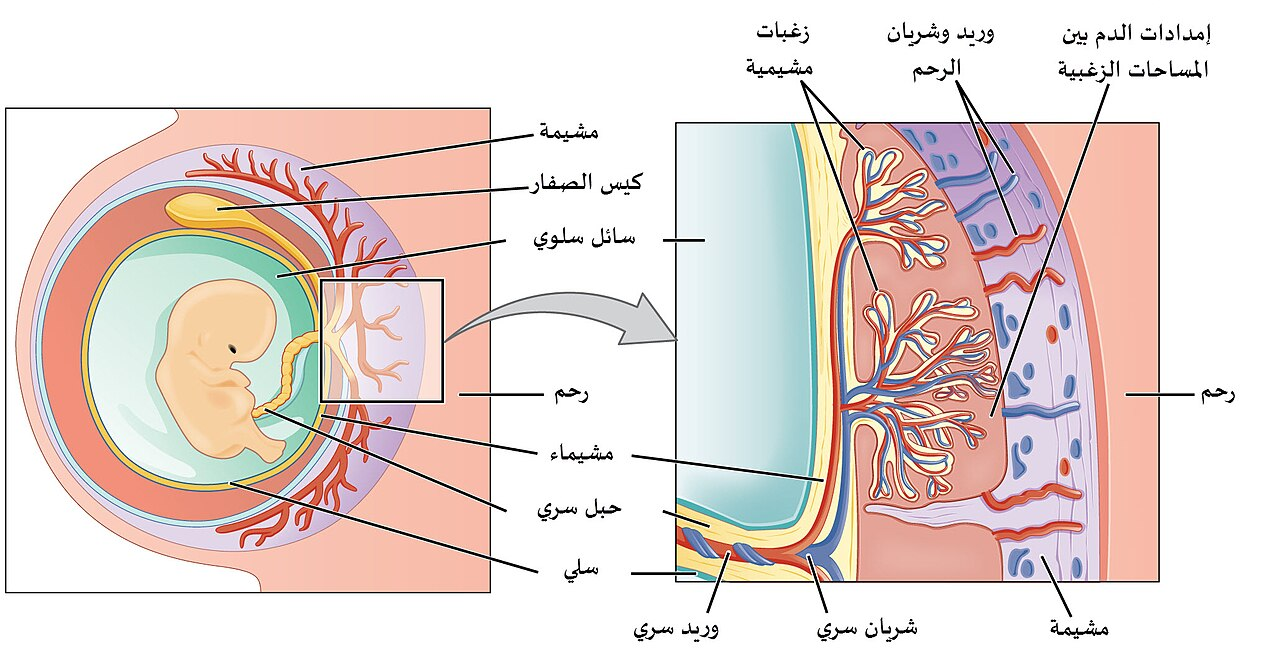 إمدادات الدم بين
المساحات الزغبية
وريد وشريان
الرحم
زغبات
مشيمية
مشيمة
كيس الصفار
سائل سلوي
رحم
رحم
مشيماء
حبل سري
سلي
مشيمة
شريان سري
وريد سري